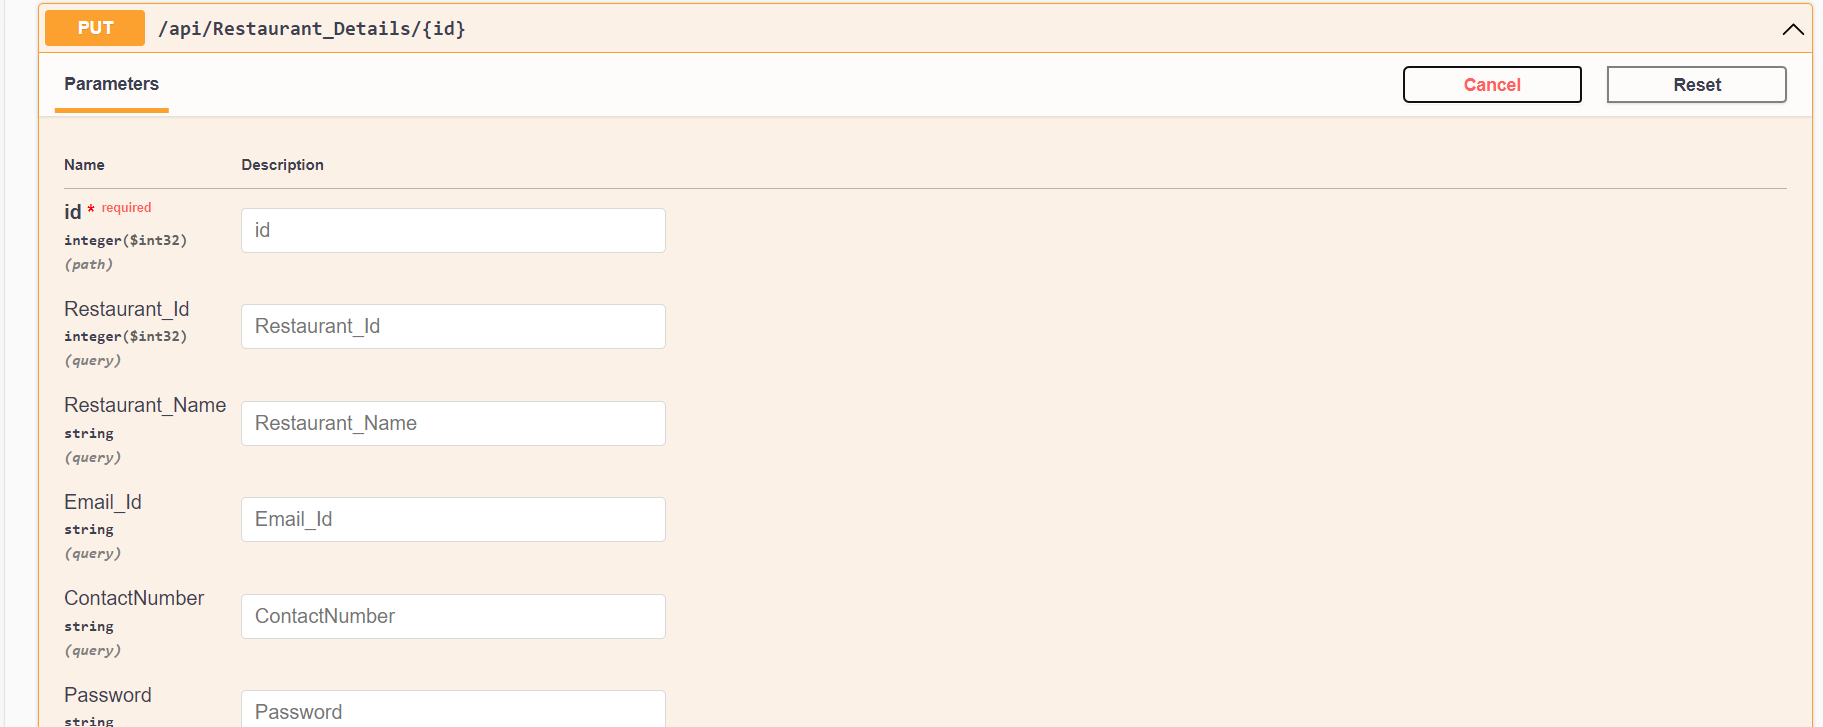 PUT /api/Restaurant_Details/{id}
Parameters Cancel Reset
Name Description
id * required
integer($int32)
(path)
id
Restaurant_Id
integer($int32)
(query)
Restaurant_Id
Restaurant_Name
string
(query)
Restaurant_Name
Email_Id
string
(query)
Email_Id
ContactNumber
string
(query)
ContactNumber
Password
string
Password